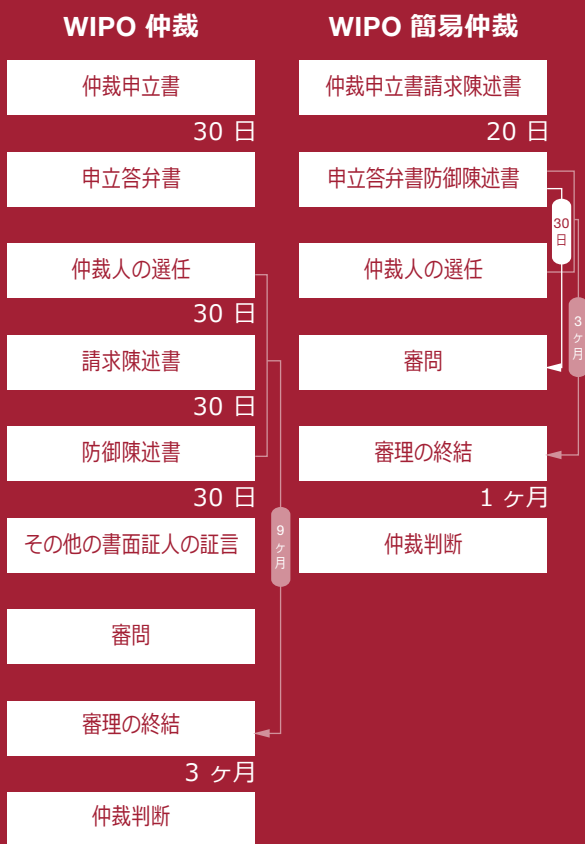 WIPO 仲裁
仲裁申立書
30 日
申立答弁書
仲裁人の選任
30 日
請求陳述書
30 日
防御陳述書
30 日
その他の書面証人の証言
9ヶ月
審問
審理の終結
3 ヶ月
仲裁判断
WIPO 簡易仲裁
仲裁申立書請求陳述書
20 日
申立答弁書防御陳述書
30日
仲裁人の選任
3ヶ月
審問
審理の終結
1 ヶ月
仲裁判断